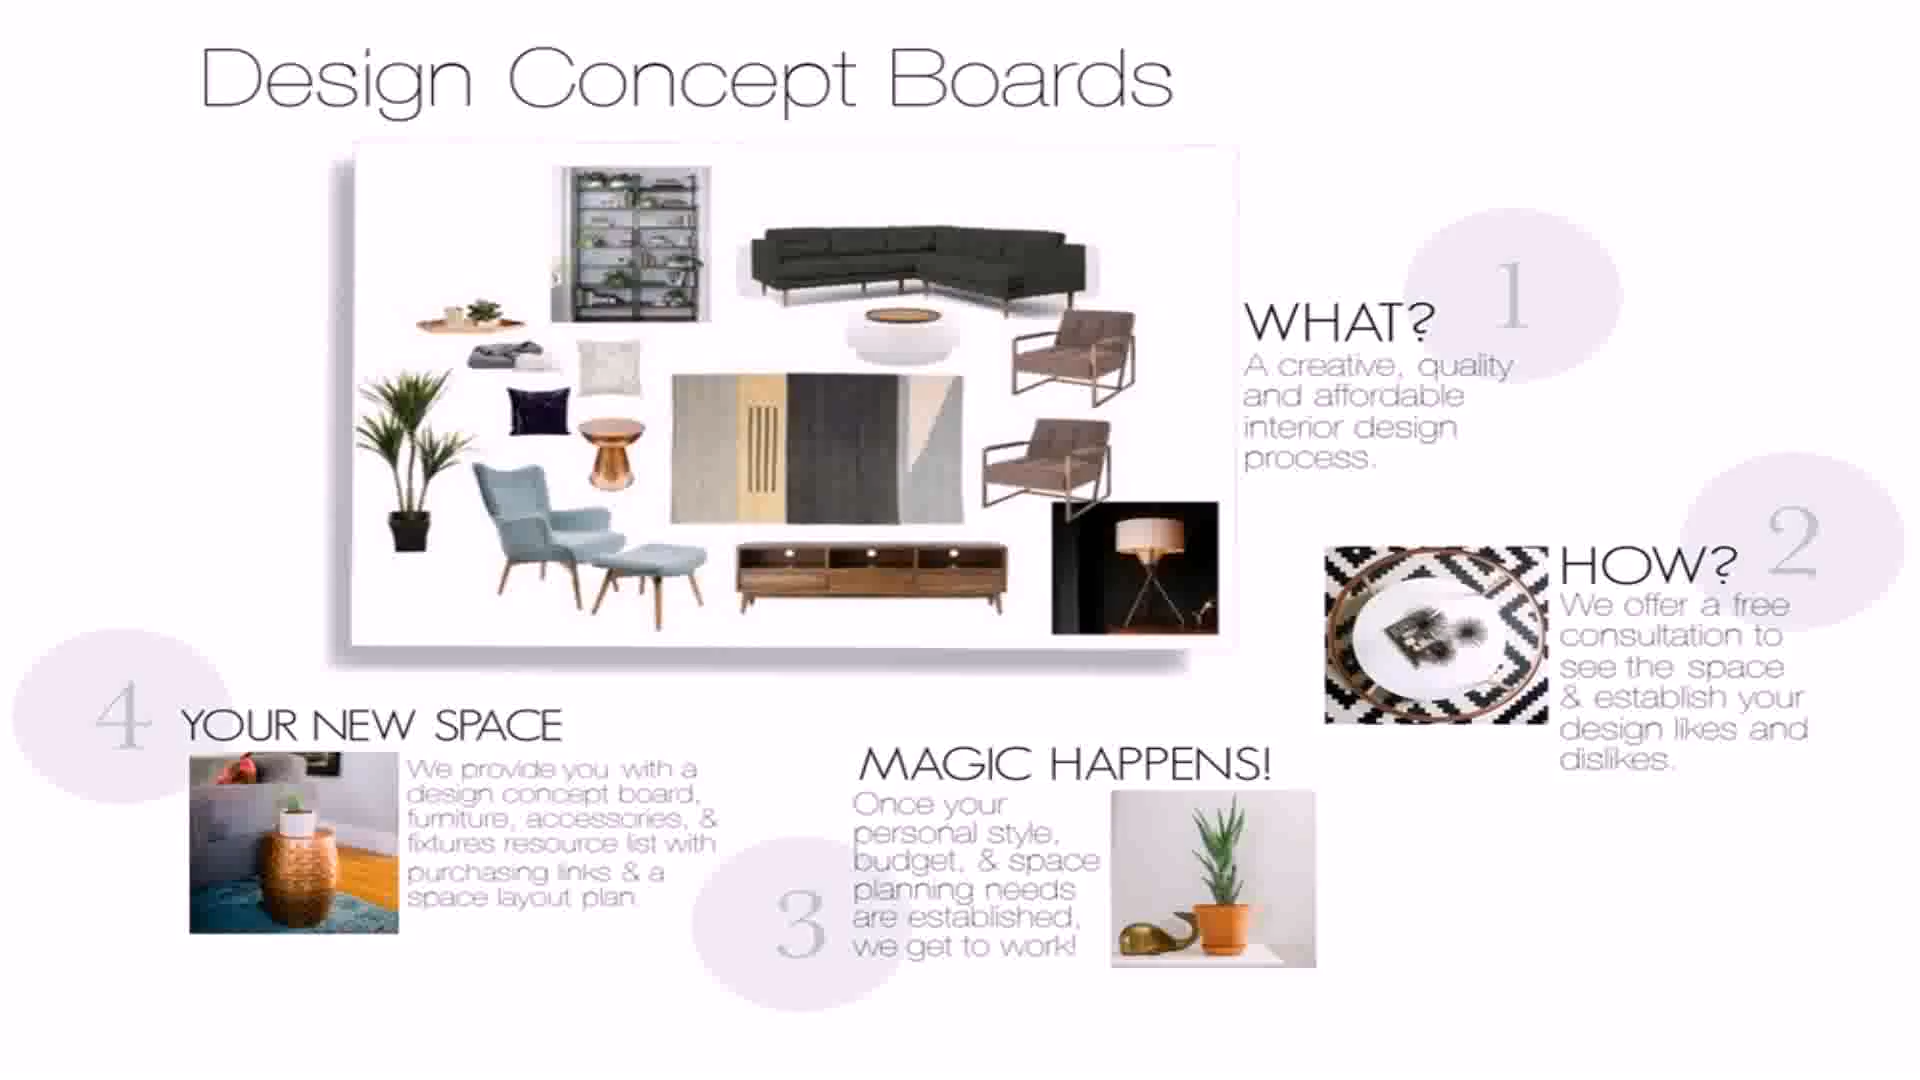 Design Concept Boards
1
WHAT?
A creative, quality
and affordable
interior design
process.
2
HOW?
We offer a free
consultation to
see the space
& establish your
design likes and
dislikes.
3
MAGIC HAPPENS!
Once your
personal style,
budget, & space
planning needs
are established,
we get to work!
4
YOUR NEW SPACE
We provide you with a
design concept board,
furniture, accessories, &
fixtures resource list with
purchasing links & a
space layout plan